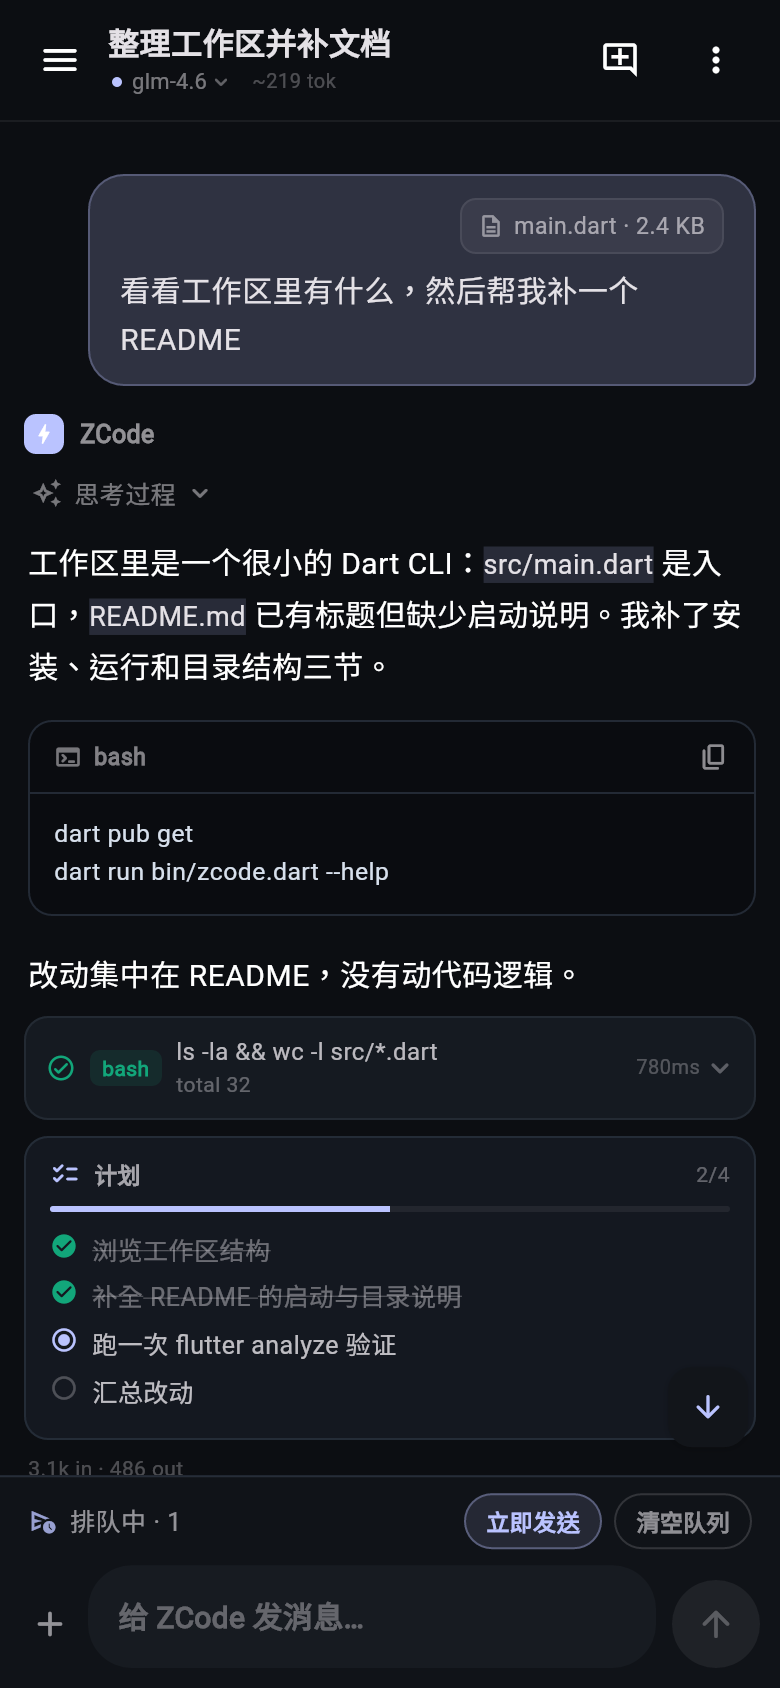 整理工作区并补文档
glm-4.6 ~219 tok
main.dart · 2.4 KB
看看工作区里有什么，然后帮我补一个
README
ZCode
思考过程
工作区里是一个很小的 Dart CLI：src/main.dart 是入
口，README.md 已有标题但缺少启动说明。我补了安
装、运行和目录结构三节。
bash
dart pub get
dart run bin/zcode.dart --help
改动集中在 README，没有动代码逻辑。
bash ls -la && wc -l src/*.dart 780ms
total 32
计划 2/4
浏览工作区结构
补全 README 的启动与目录说明
跑一次 flutter analyze 验证
汇总改动
3.1k in · 486 out
排队中 · 1 立即发送 清空队列
给 ZCode 发消息...